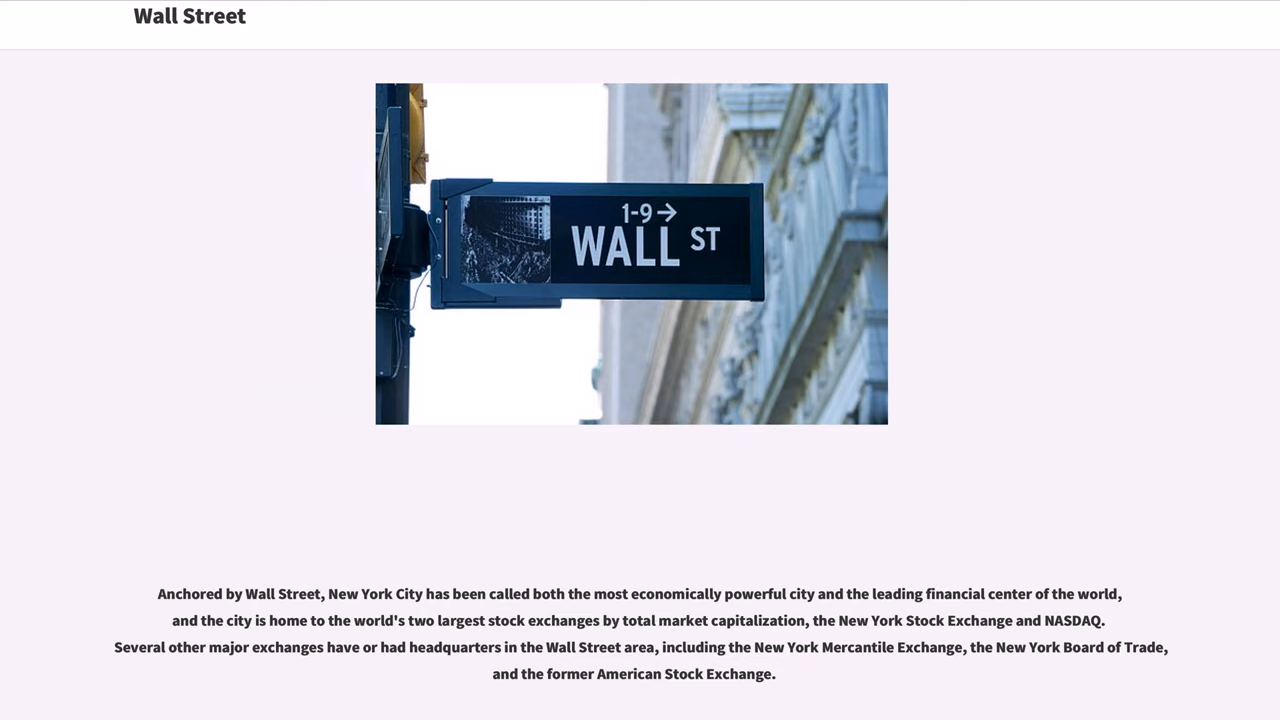 Wall Street
1-9→
WALL ST
Anchored by Wall Street, New York City has been called both the most economically powerful city and the leading financial center of the world,
and the city is home to the world's two largest stock exchanges by total market capitalization, the New York Stock Exchange and NASDAQ.
Several other major exchanges have or had headquarters in the Wall Street area, including the New York Mercantile Exchange, the New York Board of Trade,
and the former American Stock Exchange.